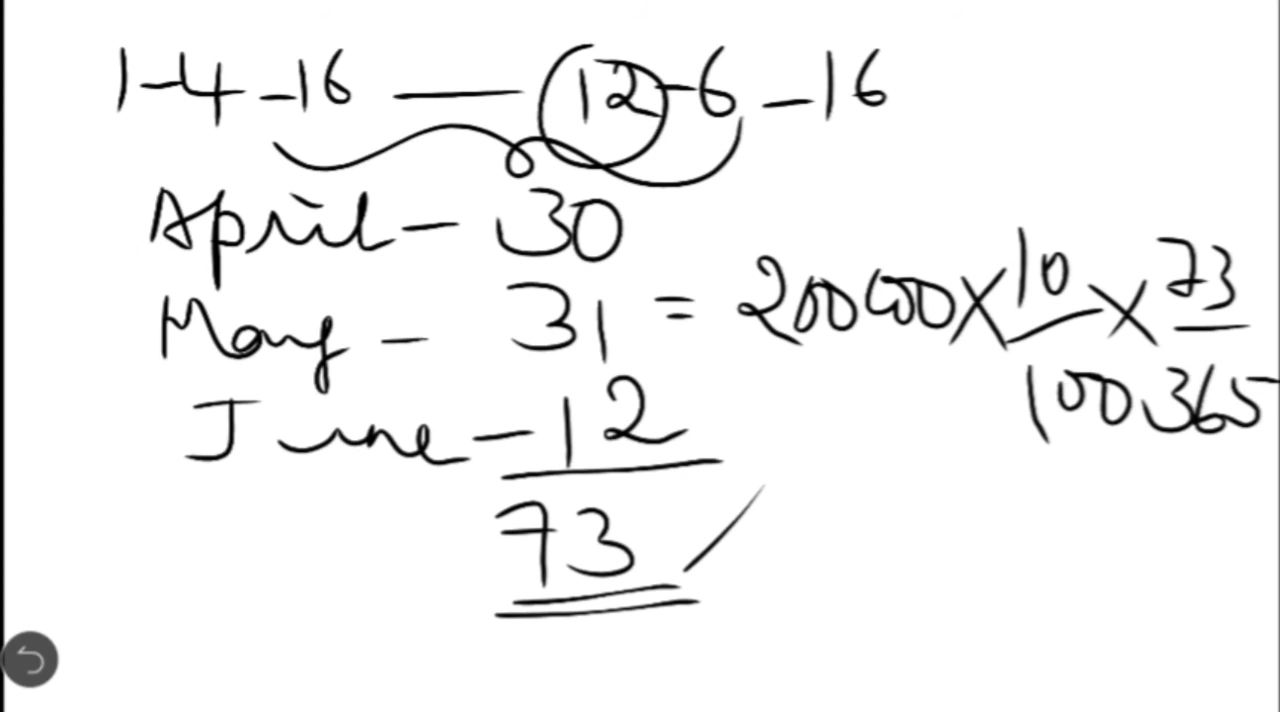 1-4-16 — 12-6-16
April - 30
May - 31 = 200000 × 10/100 × 73/365
June - 12
73